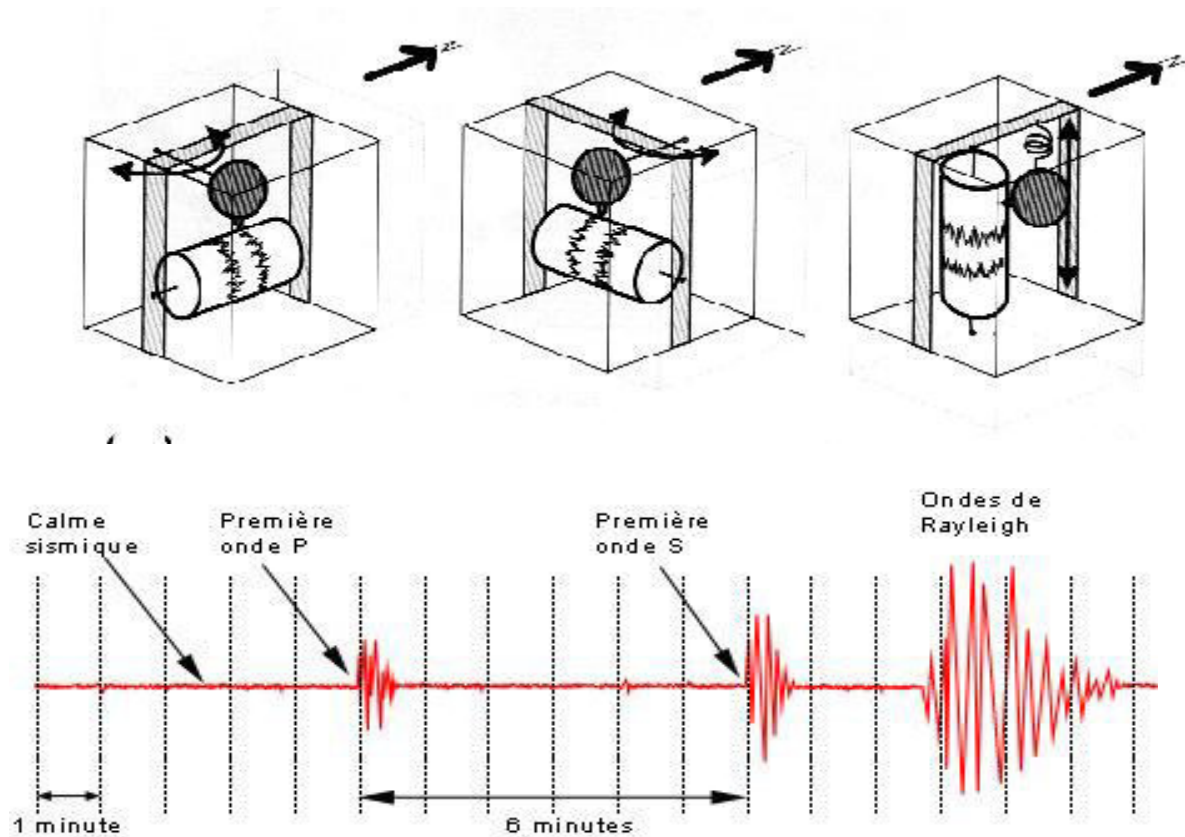 N
N
N
Calme
sismique
Première
onde P
Première
onde S
Ondes de
Rayleigh
1 minute
6 minutes